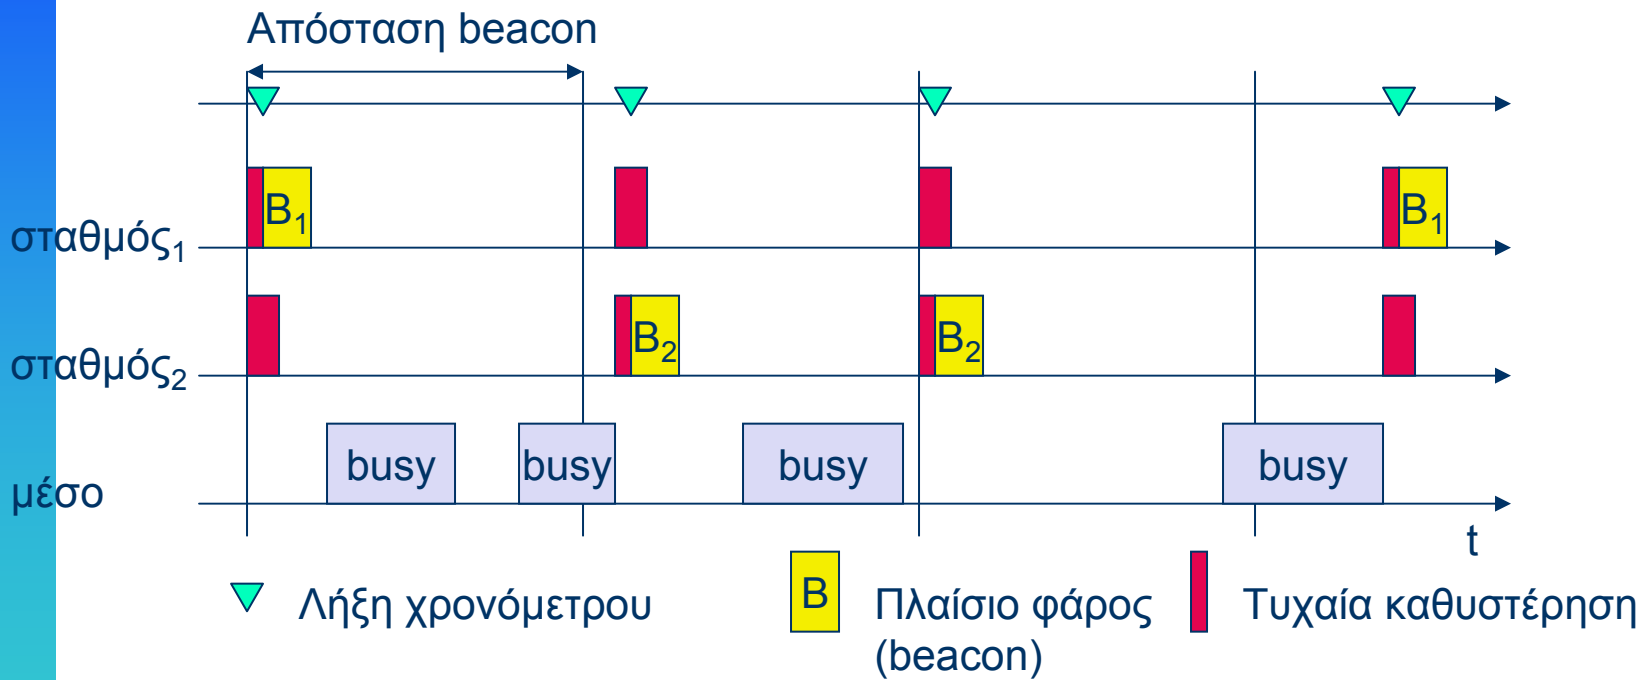 Απόσταση beacon
σταθμός1
B1
B1
σταθμός2
B2
B2
μέσο
busy
busy
busy
busy
t
Λήξη χρονόμετρου
B
Πλαίσιο φάρος
(beacon)
Τυχαία καθυστέρηση